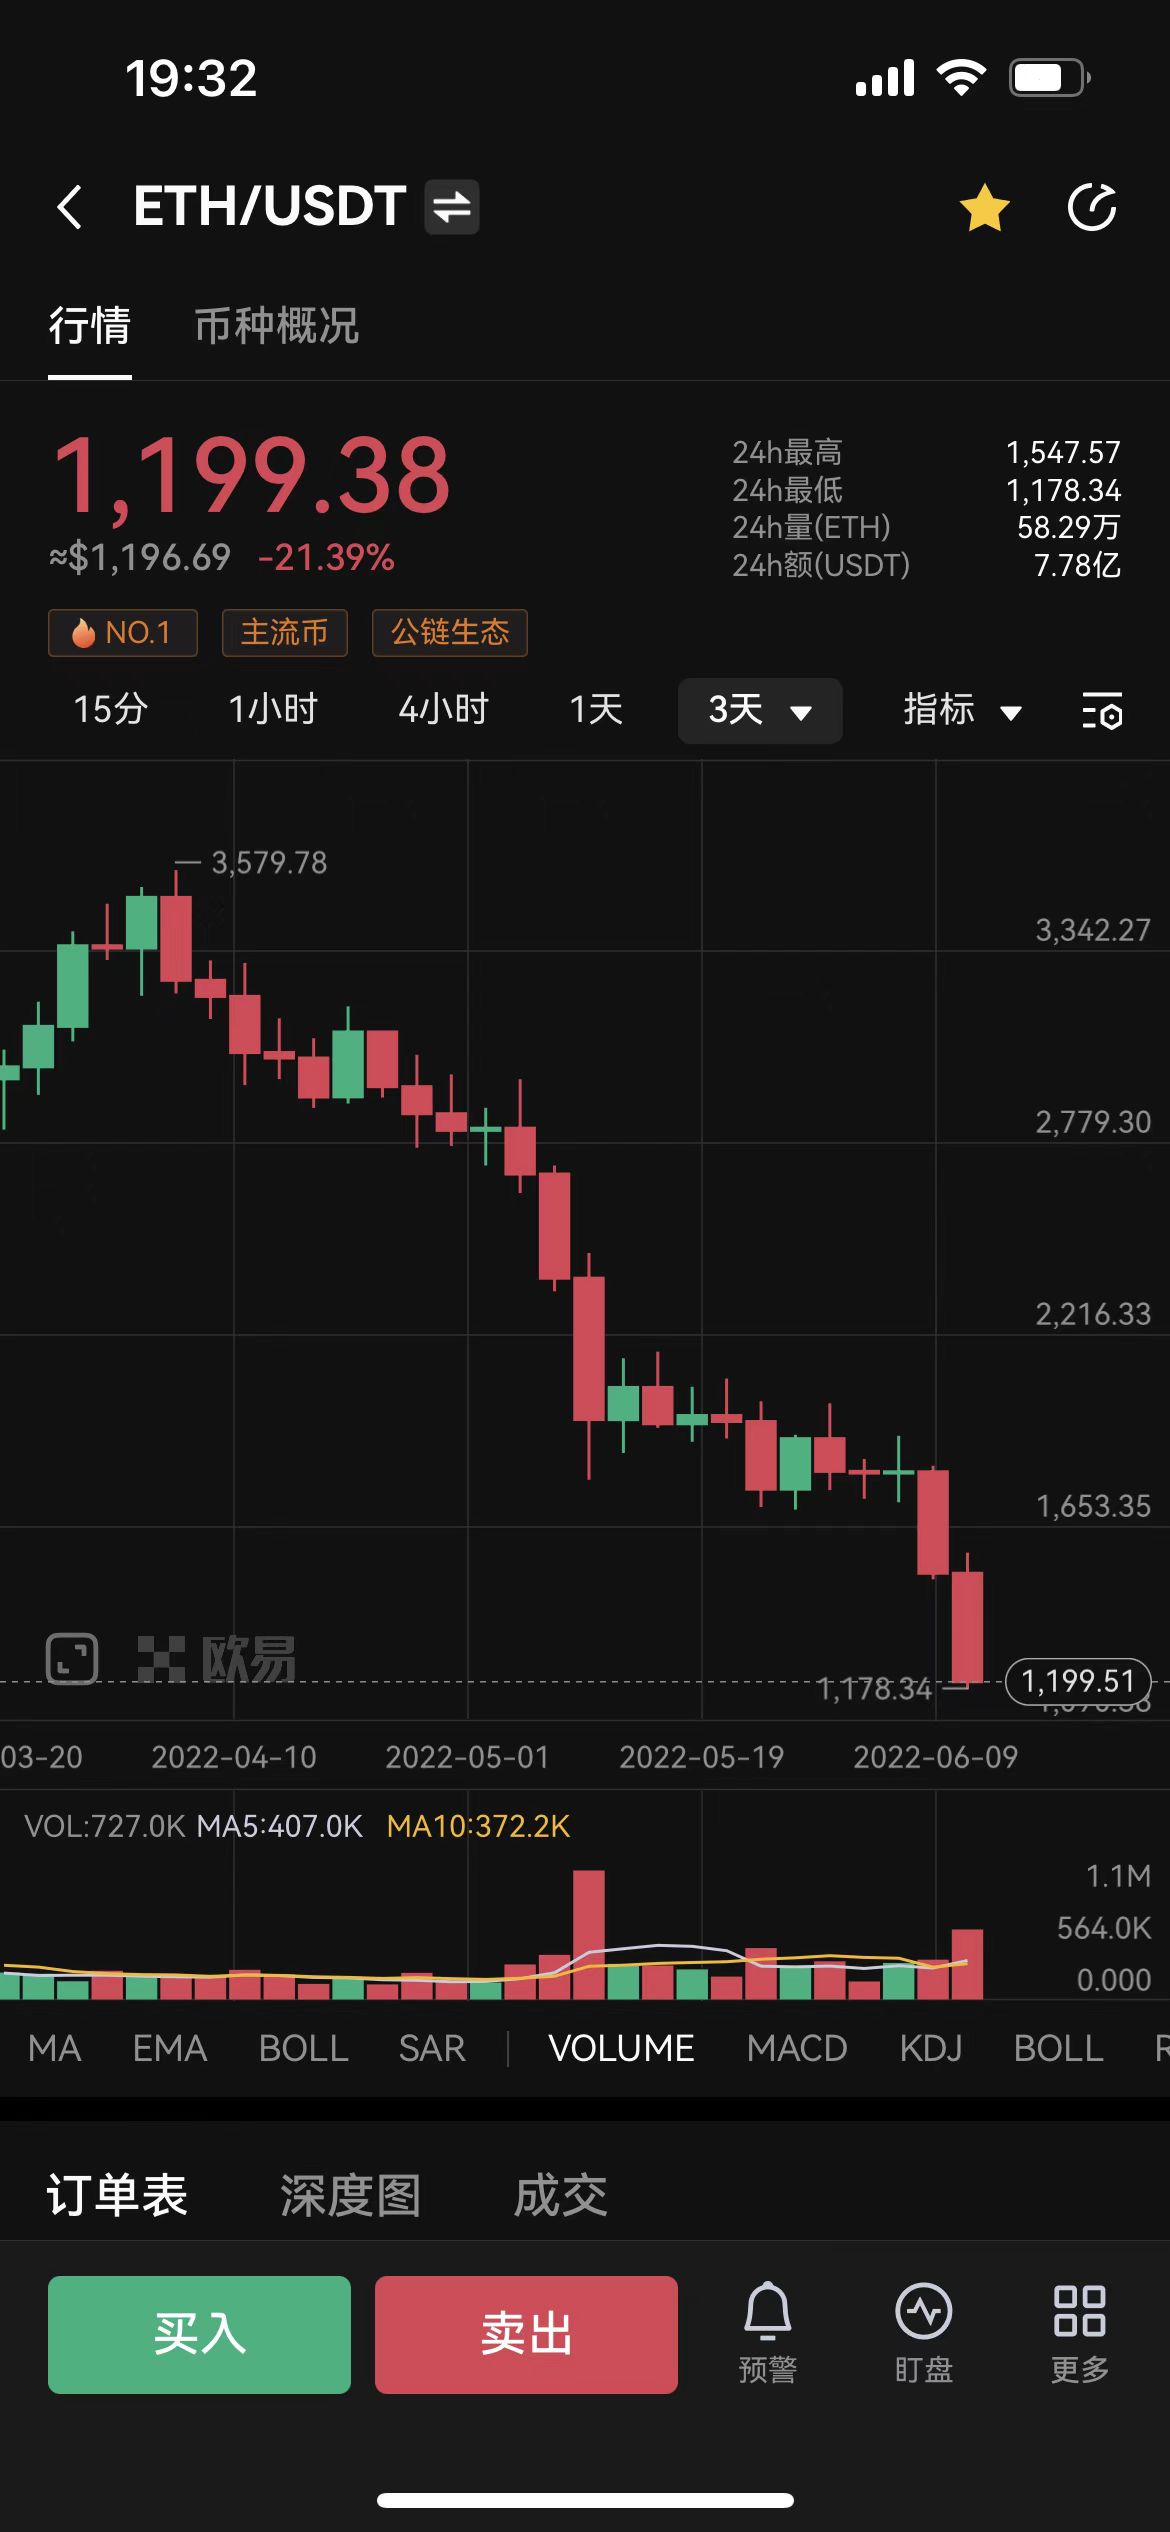 19:32
ETH/USDT
行情 币种概况
1,199.38
≈$1,196.69 -21.39%
24h最高 1,547.57
24h最低 1,178.34
24h量(ETH) 58.29万
24h额(USDT) 7.78亿
NO.1 主流币 公链生态
15分 1小时 4小时 1天 3天 指标
3,579.78
3,342.27
2,779.30
2,216.33
1,653.35
欧易
1,178.34 1,199.51
03-20 2022-04-10 2022-05-01 2022-05-19 2022-06-09
VOL:727.0K MA5:407.0K MA10:372.2K
1.1M
564.0K
0.000
MA EMA BOLL SAR VOLUME MACD KDJ BOLL
订单表 深度图 成交
买入 卖出 预警 盯盘 更多